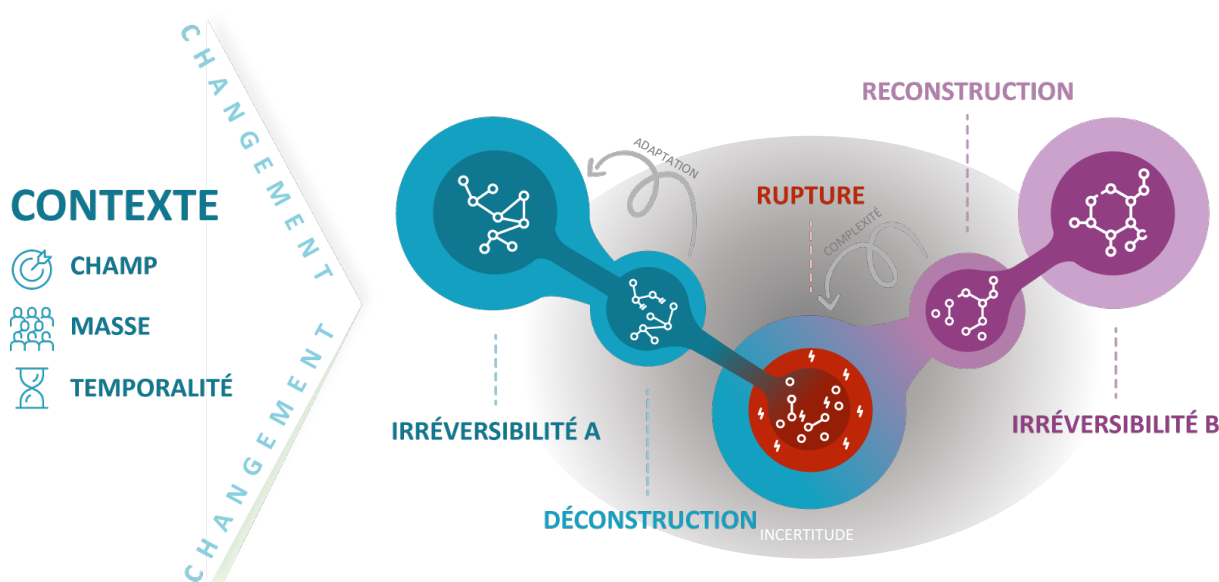 CHANGEMENT
CONTEXTE
CHAMP
MASSE
TEMPORALITÉ
CHANGEMENT
RECONSTRUCTION
ADAPTATION
RUPTURE
COMPLEXITÉ
IRRÉVERSIBILITÉ A
IRRÉVERSIBILITÉ B
DÉCONSTRUCTION
INCERTITUDE